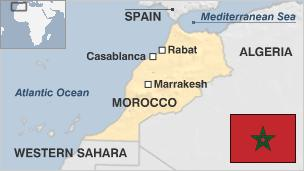 SPAIN
Mediterranean Sea
Rabat
Casablanca
ALGERIA
Marrakesh
Atlantic Ocean
MOROCCO
WESTERN SAHARA